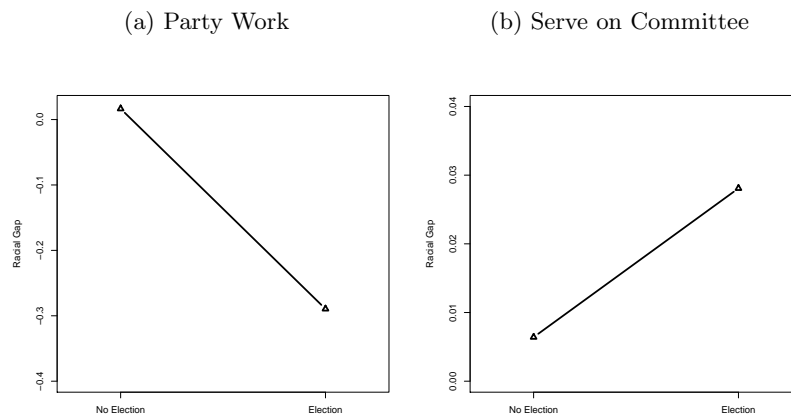 (a) Party Work
0.0
−0.1
−0.2
−0.3
−0.4
Racial Gap
No Election
Election
(b) Serve on Committee
0.04
0.03
0.02
0.01
0.00
Racial Gap
No Election
Election